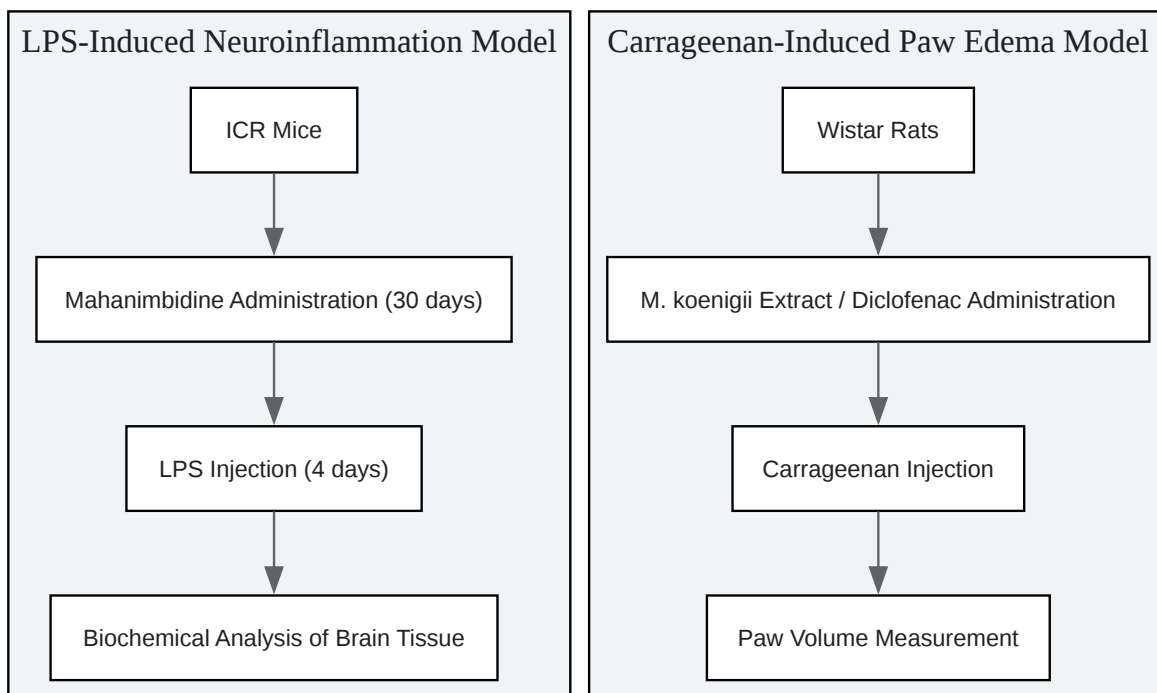 LPS-Induced Neuroinflammation Model
ICR Mice
Mahanimbidine Administration (30 days)
LPS Injection (4 days)
Biochemical Analysis of Brain Tissue
Carrageenan-Induced Paw Edema Model
Wistar Rats
M. koenigii Extract / Diclofenac Administration
Carrageenan Injection
Paw Volume Measurement